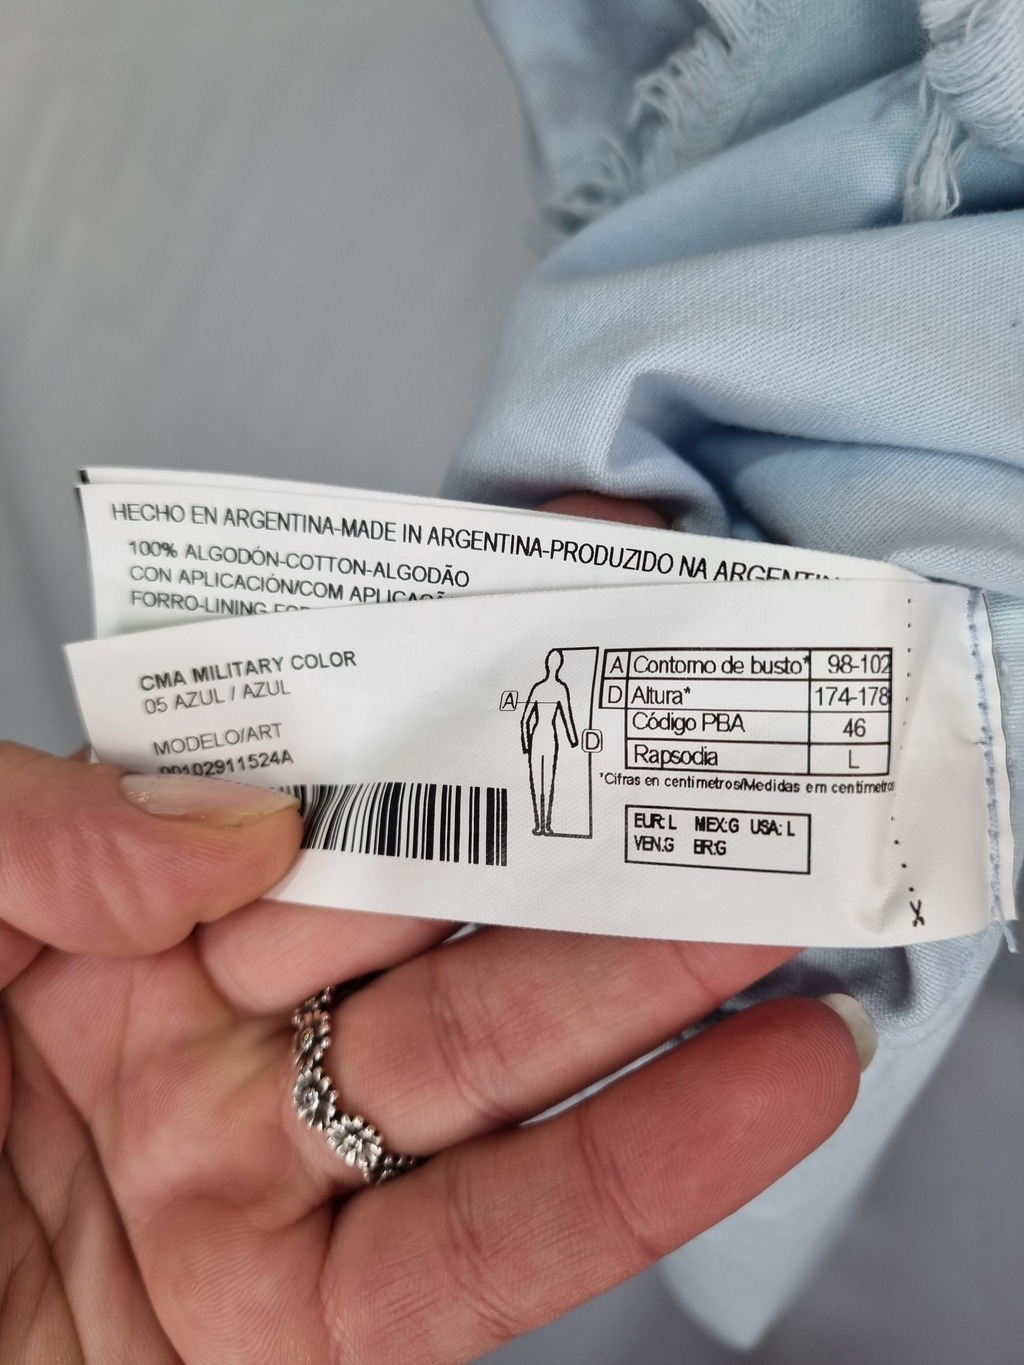 HECHO EN ARGENTINA-MADE IN ARGENTINA-PRODUZIDO NA
100% ALGODÓN-COTTON-ALGODÃO
CON APLICACIÓN/COM
FORRO-LINING
CMA MILITARY COLOR
05 AZUL / AZUL
MODELO/ART
00102911524A
A
D
A Contorno de busto* 98-102
D Altura* 174-178
Código PBA 46
Rapsodia L
*Cifras en centímetros/Medidas em centimetros
EUR: L MEX:G USA: L
VEN.G BR:G